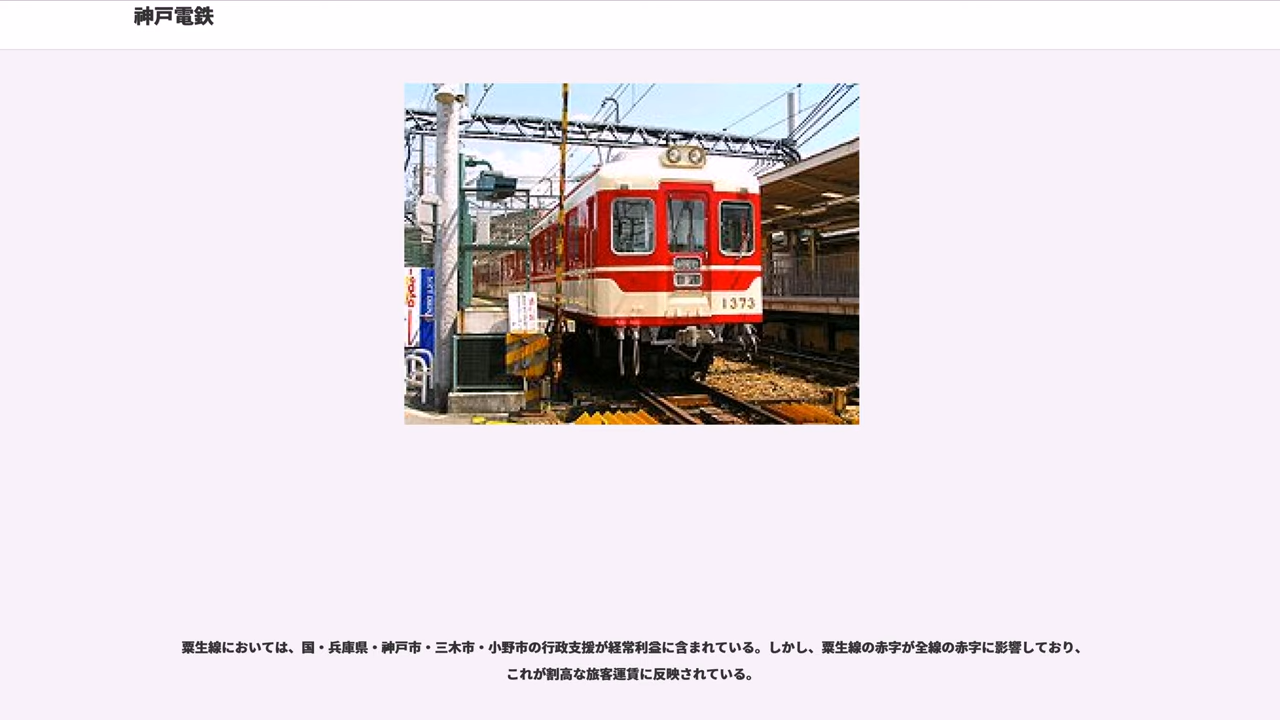 神戸電鉄
1373
粟生線においては、国・兵庫県・神戸市・三木市・小野市の行政支援が経常利益に含まれている。しかし、粟生線の赤字が全線の赤字に影響しており、
これが割高な旅客運賃に反映されている。